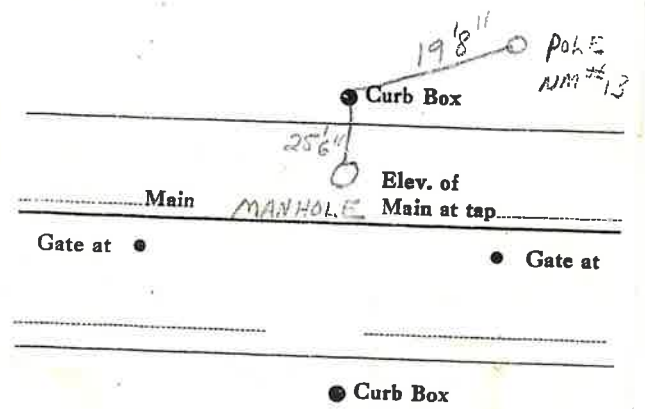 19'8"
POLE
NM #13
Curb Box
25'6"
Elev. of
Main
MANHOLE
Main at tap
Gate at
Gate at
Curb Box